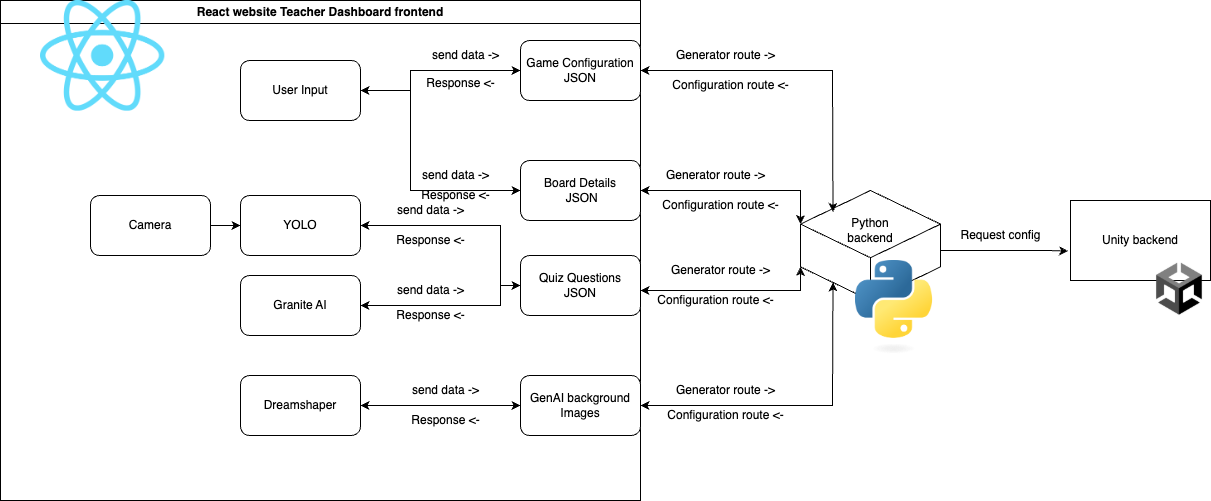 React website Teacher Dashboard frontend
send data ->
Response <-
User Input
Game Configuration
JSON
Generator route ->
Configuration route <-
send data ->
Response <-
Board Details
JSON
Generator route ->
Configuration route <-
Camera
YOLO
send data ->
Response <-
Quiz Questions
JSON
Generator route ->
Configuration route <-
Granite AI
send data ->
Response <-
Dreamshaper
send data ->
Response <-
GenAI background
Images
Generator route ->
Configuration route <-
Python
backend
Request config
Unity backend